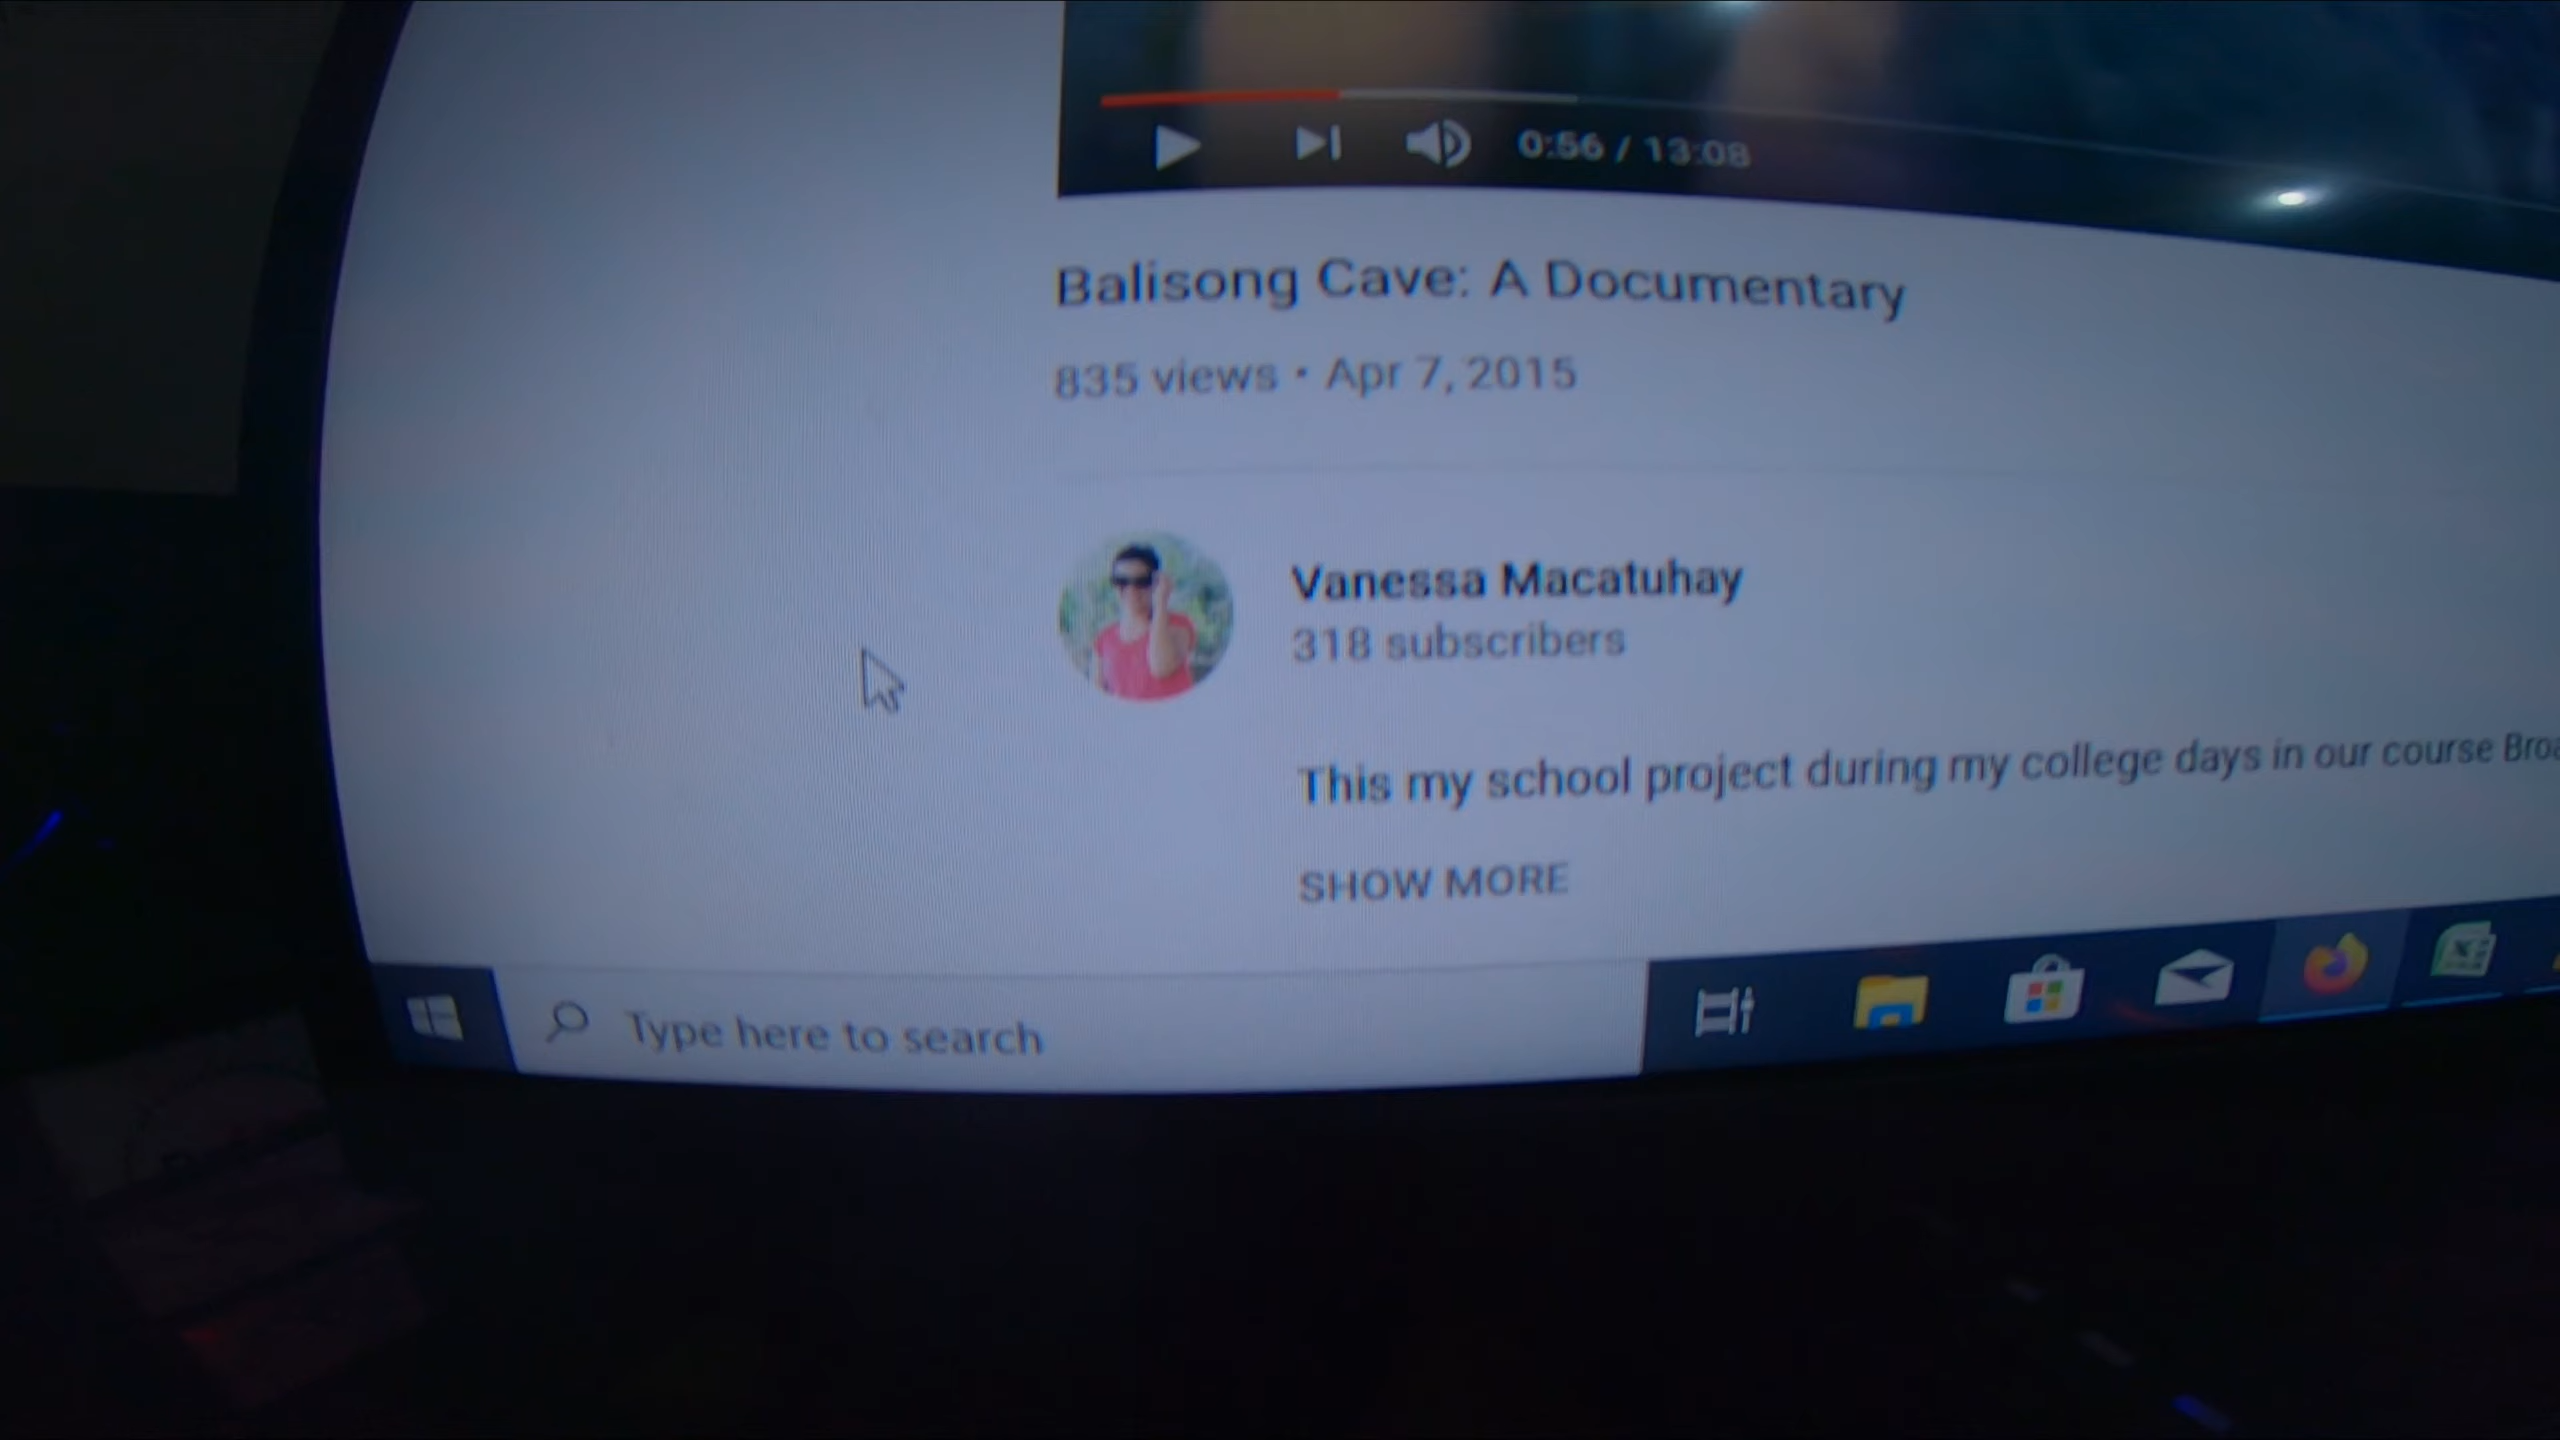 0:56 / 13:08
Balisong Cave: A Documentary
835 views • Apr 7, 2015
Vanessa Macatuhay
318 subscribers
This my school project during my college days in our course
SHOW MORE
Type here to search